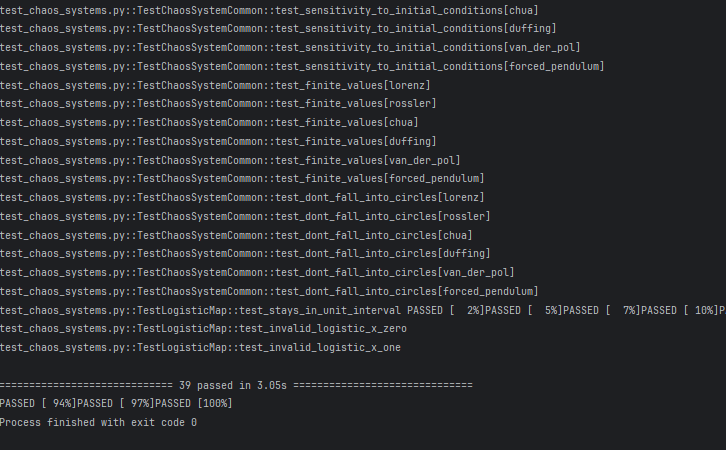 test_chaos_systems.py::TestChaosSystemCommon::test_sensitivity_to_initial_conditions[chua]
test_chaos_systems.py::TestChaosSystemCommon::test_sensitivity_to_initial_conditions[duffing]
test_chaos_systems.py::TestChaosSystemCommon::test_sensitivity_to_initial_conditions[van_der_pol]
test_chaos_systems.py::TestChaosSystemCommon::test_sensitivity_to_initial_conditions[forced_pendulum]
test_chaos_systems.py::TestChaosSystemCommon::test_finite_values[lorenz]
test_chaos_systems.py::TestChaosSystemCommon::test_finite_values[rossler]
test_chaos_systems.py::TestChaosSystemCommon::test_finite_values[chua]
test_chaos_systems.py::TestChaosSystemCommon::test_finite_values[duffing]
test_chaos_systems.py::TestChaosSystemCommon::test_finite_values[van_der_pol]
test_chaos_systems.py::TestChaosSystemCommon::test_finite_values[forced_pendulum]
test_chaos_systems.py::TestChaosSystemCommon::test_dont_fall_into_circles[lorenz]
test_chaos_systems.py::TestChaosSystemCommon::test_dont_fall_into_circles[rossler]
test_chaos_systems.py::TestChaosSystemCommon::test_dont_fall_into_circles[chua]
test_chaos_systems.py::TestChaosSystemCommon::test_dont_fall_into_circles[duffing]
test_chaos_systems.py::TestChaosSystemCommon::test_dont_fall_into_circles[van_der_pol]
test_chaos_systems.py::TestChaosSystemCommon::test_dont_fall_into_circles[forced_pendulum]
test_chaos_systems.py::TestLogisticMap::test_stays_in_unit_interval PASSED [  2%]PASSED [  5%]PASSED [  7%]PASSED [ 10%]P
test_chaos_systems.py::TestLogisticMap::test_invalid_logistic_x_zero
test_chaos_systems.py::TestLogisticMap::test_invalid_logistic_x_one
============================= 39 passed in 3.05s ==============================
PASSED [ 94%]PASSED [ 97%]PASSED [100%]
Process finished with exit code 0